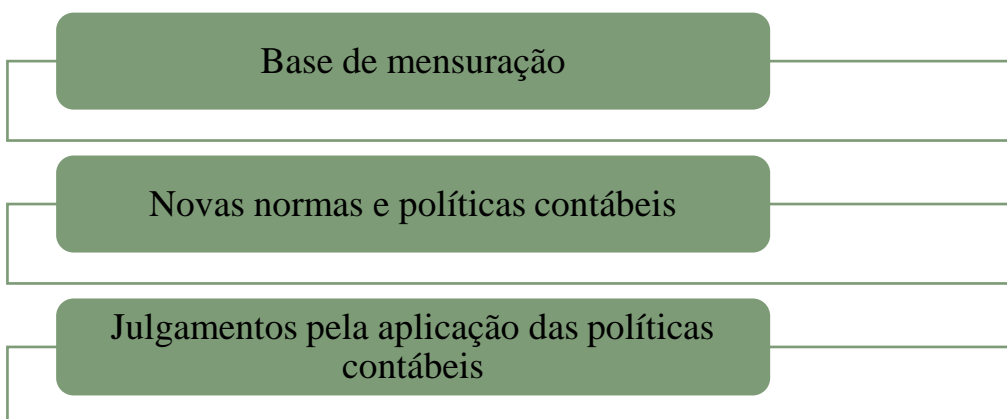 Base de mensuração
Novas normas e políticas contábeis
Julgamentos pela aplicação das políticas
contábeis